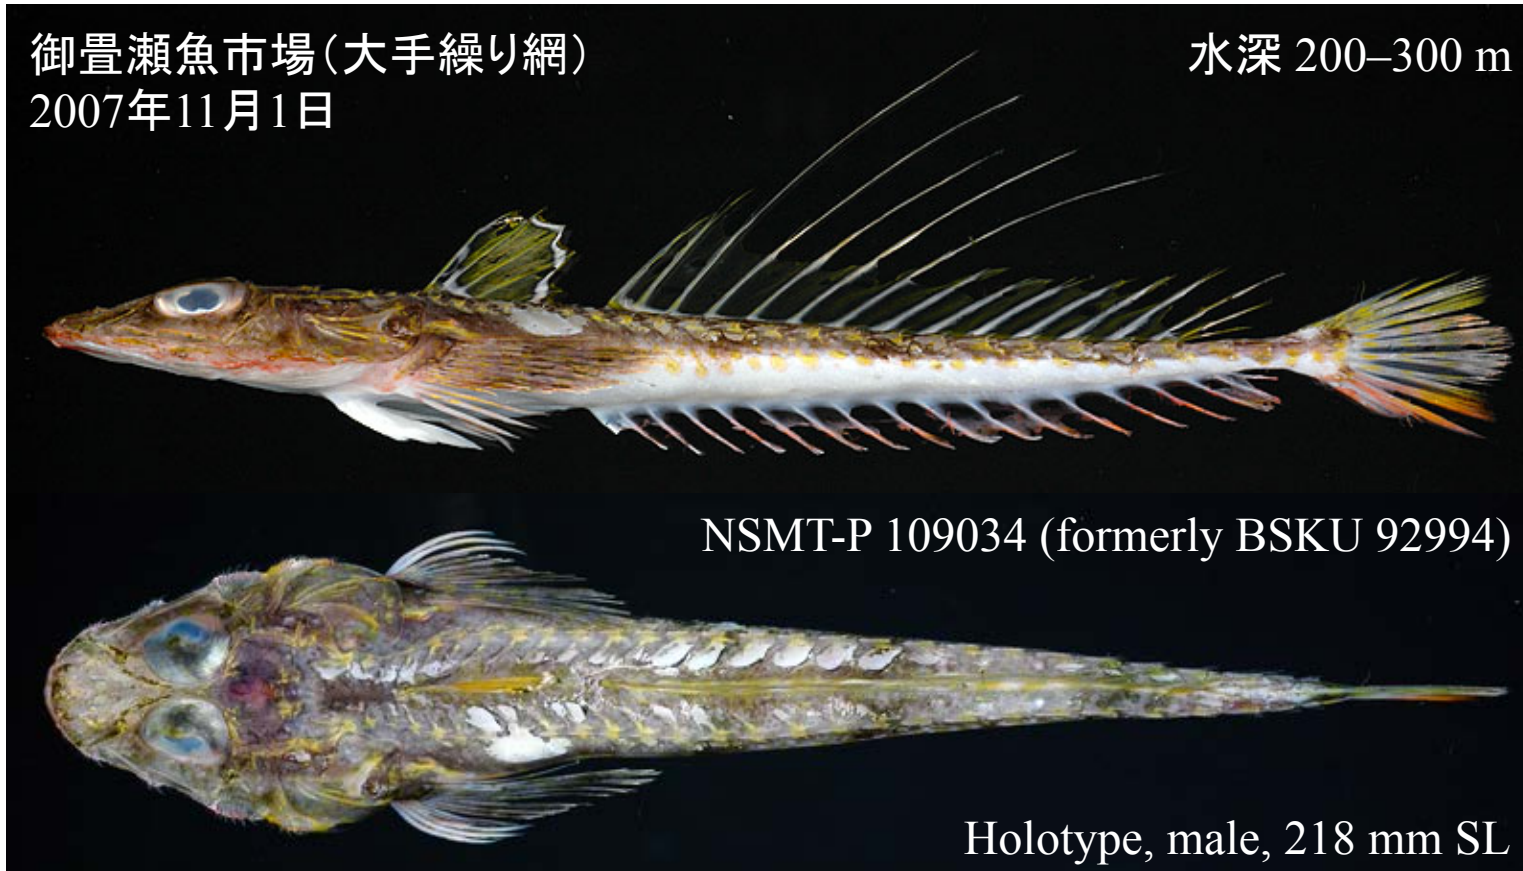 御畳瀬魚市場（大手繰り網）
2007年11月1日
水深 200–300 m
NSMT-P 109034 (formerly BSKU 92994)
Holotype, male, 218 mm SL